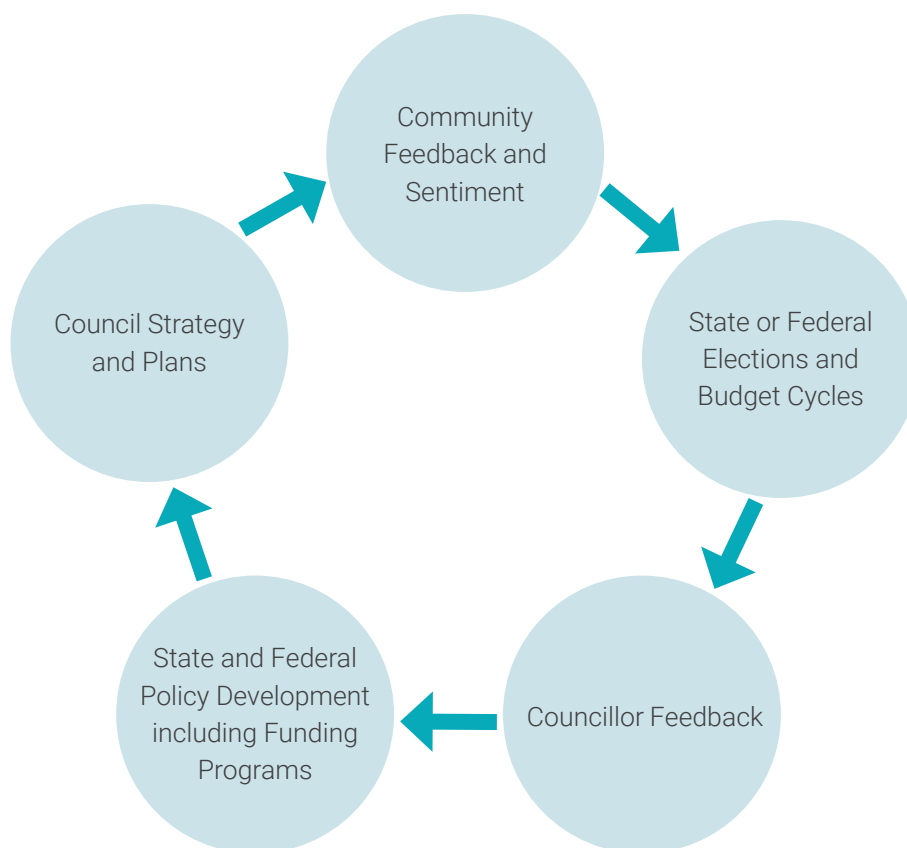 Community
Feedback and
Sentiment
State or Federal
Elections and
Budget Cycles
Councillor Feedback
State and Federal
Policy Development
including Funding
Programs
Council Strategy
and Plans